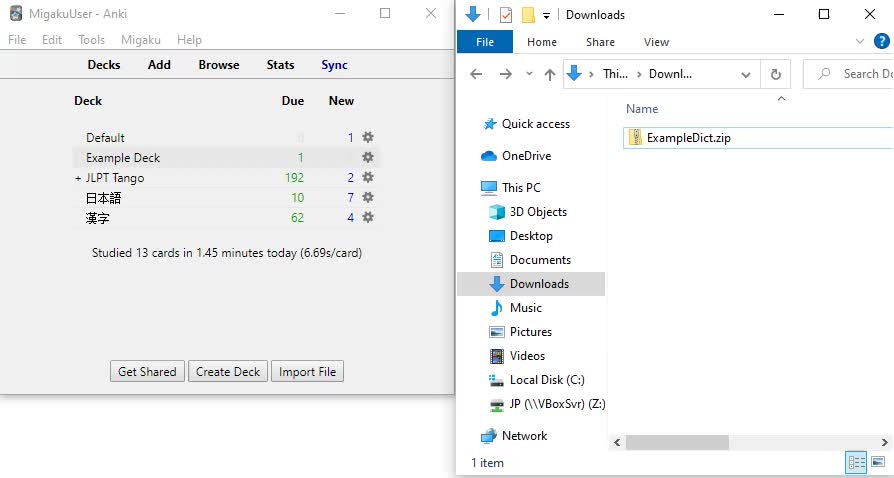 MigakuUser - Anki
File Edit Tools Migaku Help
Decks Add Browse Stats Sync
Deck Due New
Default 0 1
Example Deck 1
+ JLPT Tango 192 2
日本語 10 7
漢字 62 4
Studied 13 cards in 1.45 minutes today (6.69s/card)
Get Shared Create Deck Import File
Downloads
File Home Share View
Thi... Downl... Search Do
Name
ExampleDict.zip
Quick access
OneDrive
This PC
3D Objects
Desktop
Documents
Downloads
Music
Pictures
Videos
Local Disk (C:)
JP (\\VBoxSvr) (Z:)
Network
1 item